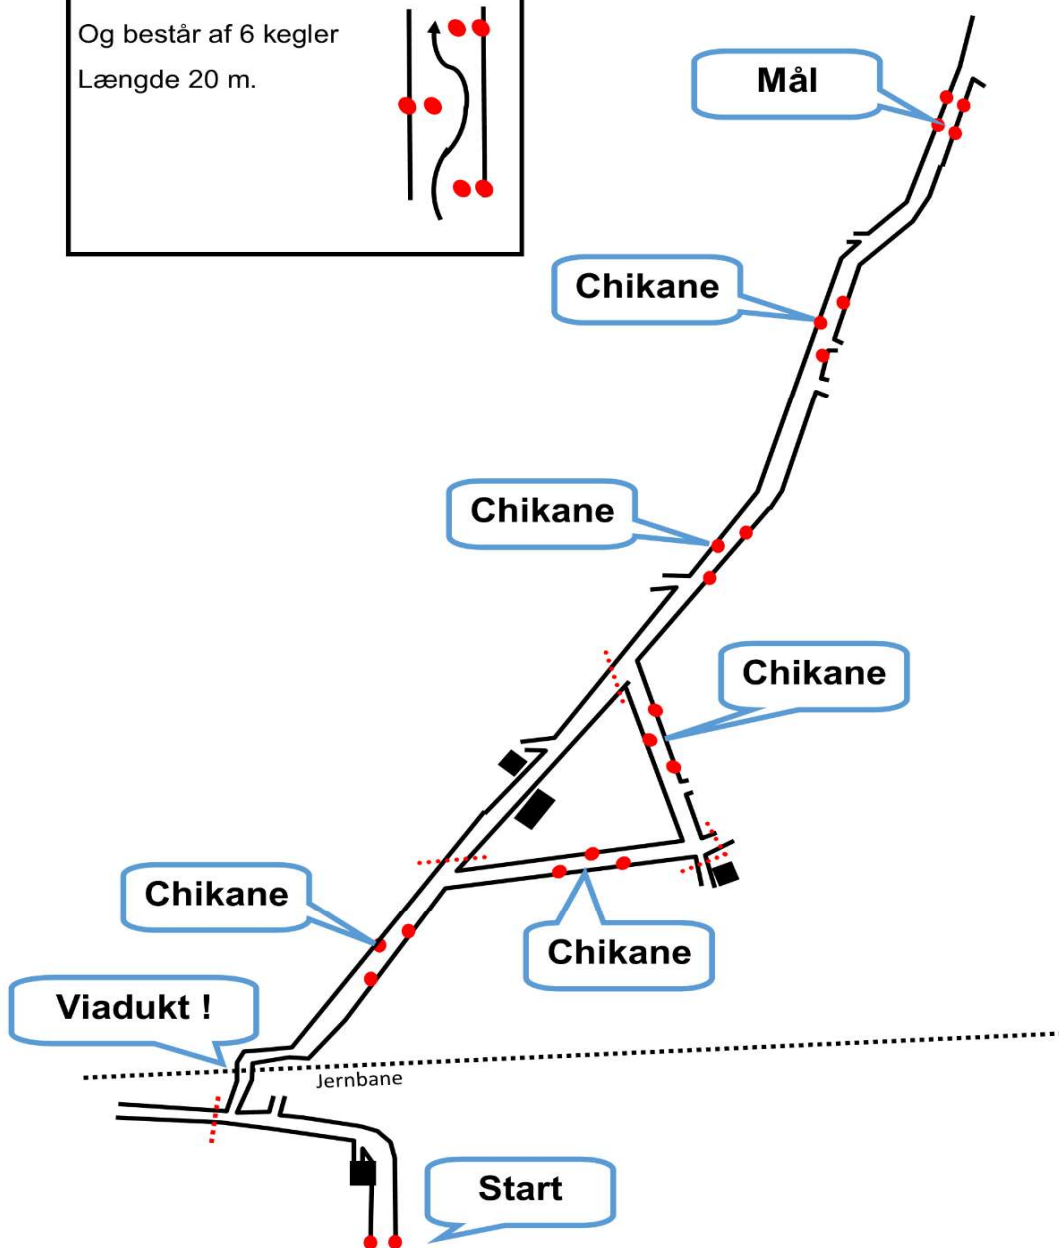 Og består af 6 kegler
Længde 20 m.
Mål
Chikane
Chikane
Chikane
Chikane
Chikane
Viadukt !
Jernbane
Start